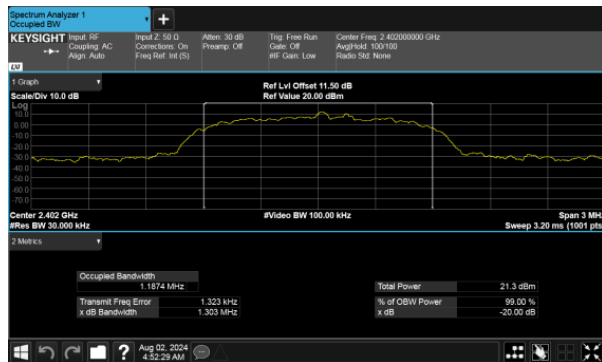 Spectrum Analyzer 1
Occupied BW
KEYSIGHT
Input: RF
Coupling: AC
Align: Auto
Input Z: 50 Ω
Corrections: On
Freq Ref: Int (S)
Atten: 30 dB
Preamp: Off
Trig: Free Run
Gate: Off
#IF Gain: Low
Center Freq: 2.402000000 GHz
Avg|Hold: 100/100
Radio Std: None
1 Graph
Scale/Div 10.0 dB
Ref Lvl Offset 11.50 dB
Ref Value 20.00 dBm
Log
10.0
0.00
-10.0
-20.0
-30.0
-40.0
-50.0
-60.0
-70.0
Center 2.402 GHz
#Video BW 100.00 kHz
Span 3 MH
#Res BW 30.000 kHz
Sweep 3.20 ms (1001 pts
2 Metrics
Occupied Bandwidth
1.1874 MHz
Total Power 21.3 dBm
Transmit Freq Error 1.323 kHz
% of OBW Power 99.00 %
x dB Bandwidth 1.303 MHz
x dB -20.00 dB
?
Aug 02, 2024
4:52:29 AM